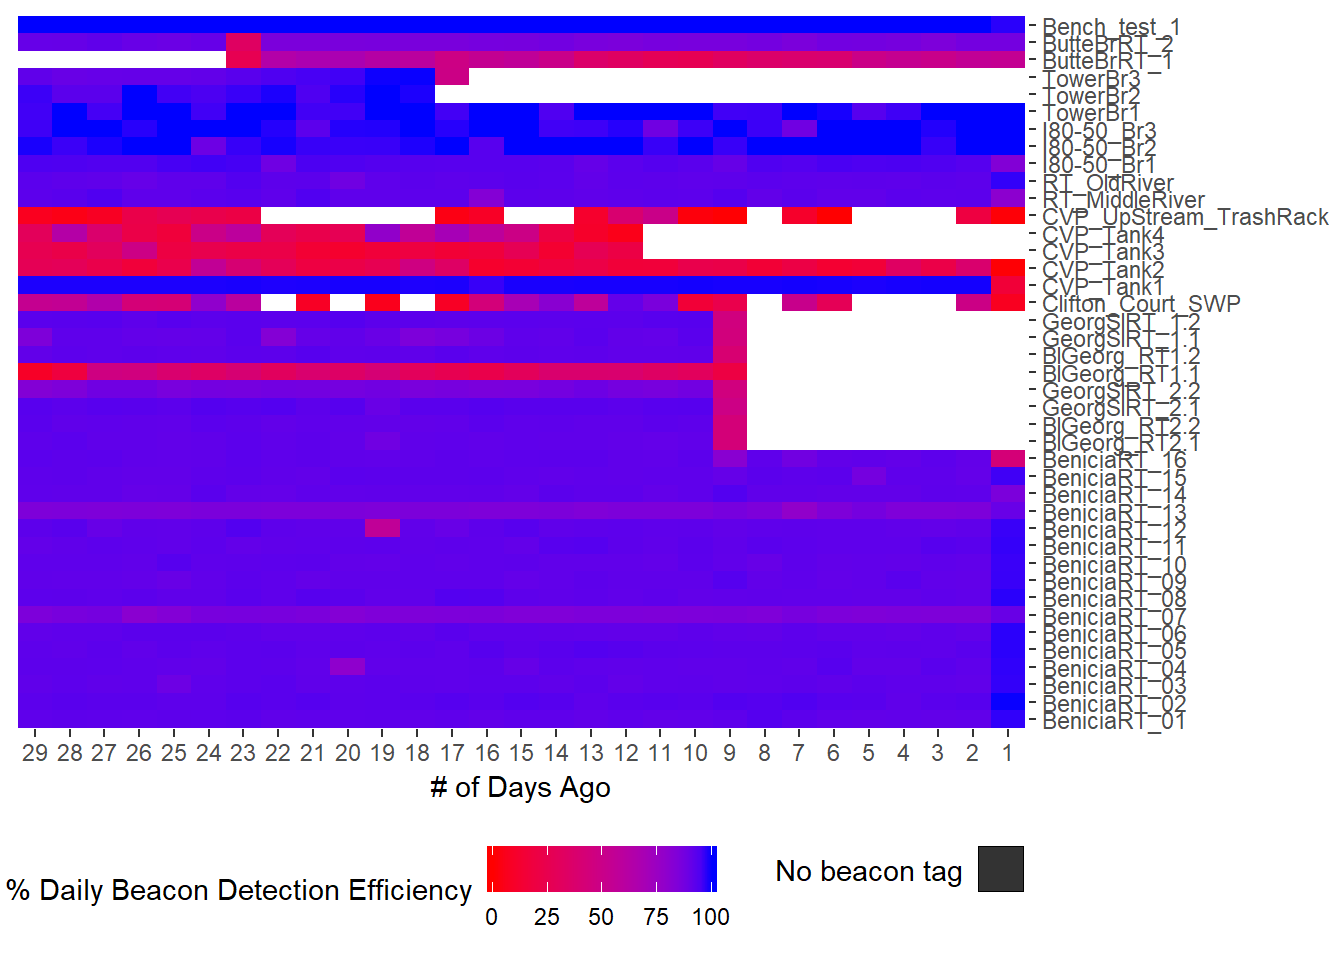 Bench_test_1
ButteBrRT_2
ButteBrRT_1
TowerBr3
TowerBr2
TowerBr1
I80-50_Br3
I80-50_Br2
I80-50_Br1
RT_OldRiver
RT_MiddleRiver
CVP_UpStream_TrashRack
CVP_Tank4
CVP_Tank3
CVP_Tank2
CVP_Tank1
Clifton_Court_SWP
GeorgSlRT_1.2
GeorgSlRT_1.1
BlGeorg_RT1.2
BlGeorg_RT1.1
GeorgSlRT_2.2
GeorgSlRT_2.1
BlGeorg_RT2.2
BlGeorg_RT2.1
BeniciaRT_16
BeniciaRT_15
BeniciaRT_14
BeniciaRT_13
BeniciaRT_12
BeniciaRT_11
BeniciaRT_10
BeniciaRT_09
BeniciaRT_08
BeniciaRT_07
BeniciaRT_06
BeniciaRT_05
BeniciaRT_04
BeniciaRT_03
BeniciaRT_02
BeniciaRT_01
29 28 27 26 25 24 23 22 21 20 19 18 17 16 15 14 13 12 11 10 9 8 7 6 5 4 3 2 1
# of Days Ago
% Daily Beacon Detection Efficiency
0 25 50 75 100
No beacon tag